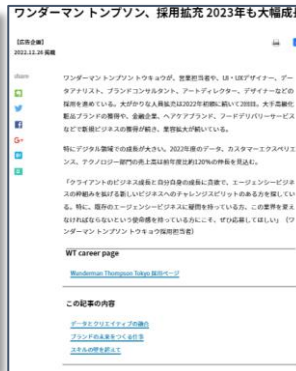 ワンダーマン トンプソン、採用拡充 2023年も大幅成
【広告企画】
2022.11.26 掲載
share
ワンダーマン トンプソン トウキョウが、営業担当者や、UI・UXデザイナー、デー
タアナリスト、ブランドコンサルタント、アートディレクター、デザイナーなどの
採用を進めている。大がかりな人員拡充は2022年初頭に続いて2回目。大手高級化
粧品ブランドの獲得や、金融企業、ヘアケアブランド、フードデリバリーサービス
などで新規ビジネスの獲得が続き、業容拡大が続いている。
特にデジタル領域での成長が大きい。2022年度のデータ、カスタマーエクスペリエ
ンス、テクノロジー部門の売上高は前年度比約120%の伸長を見込む。
「クライアントのビジネス成長と自分自身の成長に貪欲で、エージェンシービジネ
スの枠組みを拡げる新しいビジネスへのチャレンジスピリットのある方を探してい
る。特に、既存のエージェンシービジネスに疑問を持っている方、この業界を変え
なければならないという使命感を持っている方にこそ、ぜひ応募してほしい」（ワ
ンダーマン トンプソン トウキョウ採用担当者）
WT career page
Wunderman Thompson Tokyo 採用ページ
この記事の内容
データとクリエイティブの融合
ブランドの未来をつくる仕事
スキルの壁を超えて